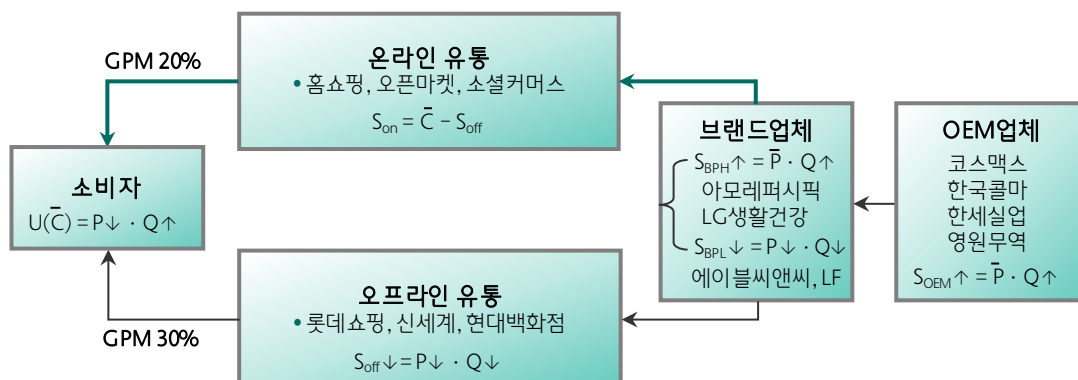 GPM 20%
온라인 유통
• 홈쇼핑, 오픈마켓, 소셜커머스
Son = C̄ − Soff
소비자
U(C̄) = P↓ · Q↑
브랜드업체
SBPH↑ = P̄ · Q↑
아모레퍼시픽
LG생활건강
SBPL↓ = P↓ · Q↓
에이블씨앤씨, LF
OEM업체
코스맥스
한국콜마
한세실업
영원무역
SOEM↑ = P̄ · Q↑
GPM 30%
오프라인 유통
• 롯데쇼핑, 신세계, 현대백화점
Soff↓ = P↓ · Q↓